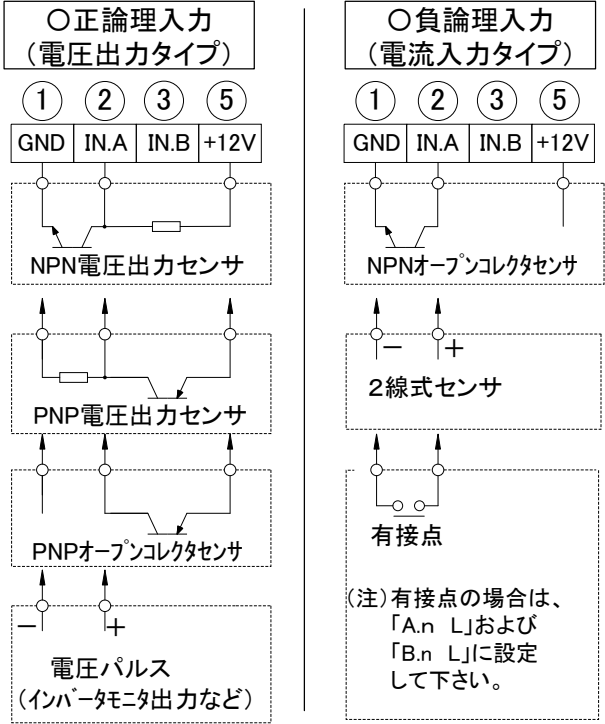 ○正論理入力
（電圧出力タイプ）
① ② ③ ⑤
GND IN.A IN.B +12V
NPN電圧出力センサ
PNP電圧出力センサ
PNPオープンコレクタセンサ
− +
電圧パルス
（インバータモニタ出力など）
○負論理入力
（電流入力タイプ）
① ② ③ ⑤
GND IN.A IN.B +12V
NPNオープンコレクタセンサ
− +
2線式センサ
有接点
（注）有接点の場合は、
「A.n L」および
「B.n L」に設定
して下さい。